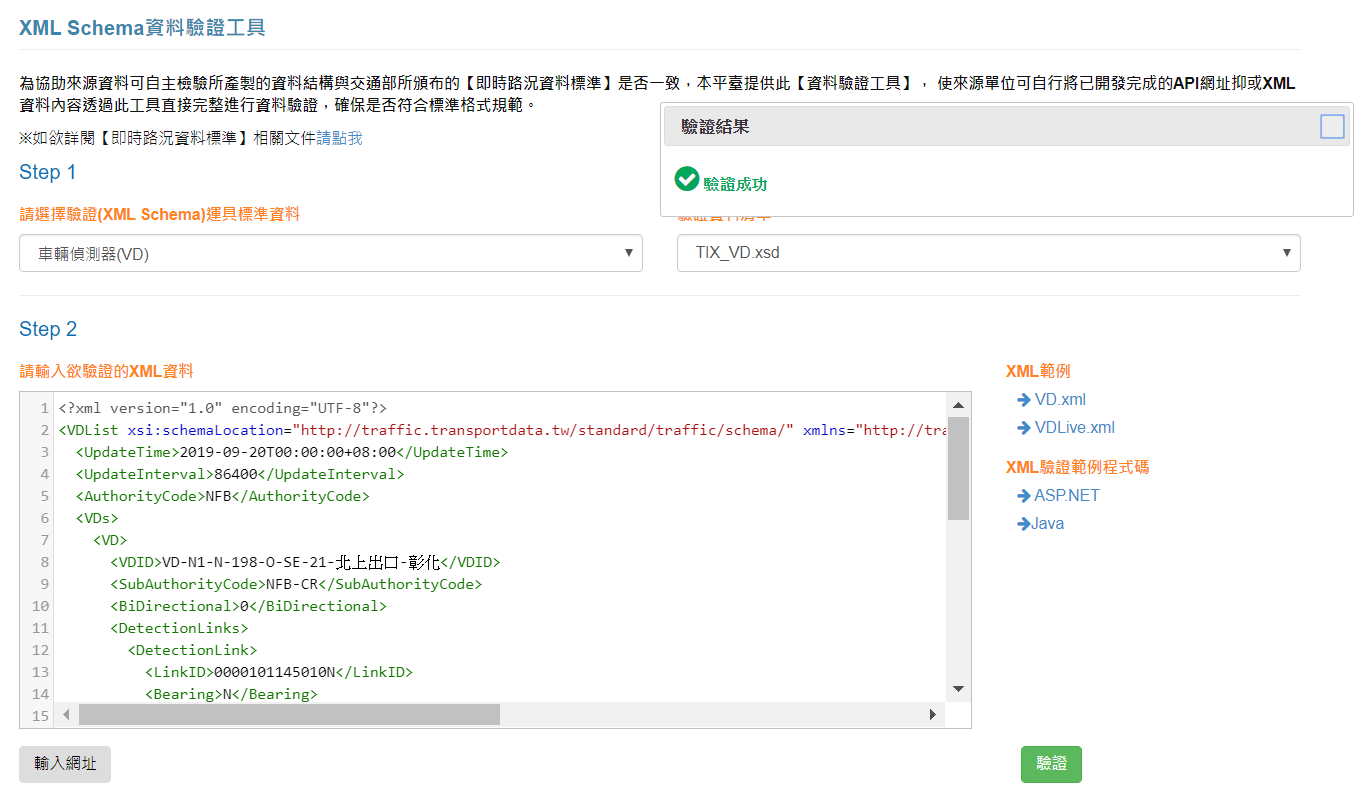 XML Schema資料驗證工具
為協助來源資料可自主檢驗所產製的資料結構與交通部所頒布的【即時路況資料標準】是否一致，本平臺提供此【資料驗證工具】， 使來源單位可自行將已開發完成的API網址抑或XML
資料內容透過此工具直接完整進行資料驗證，確保是否符合標準格式規範。
※如欲詳閱【即時路況資料標準】相關文件請點我
驗證結果
驗證成功
Step 1
請選擇驗證(XML Schema)運具標準資料
車輛偵測器(VD)
TIX_VD.xsd
Step 2
請輸入欲驗證的XML資料
1 <?xml version="1.0" encoding="UTF-8"?>
2 <VDList xsi:schemaLocation="http://traffic.transportdata.tw/standard/traffic/schema/" xmlns="http://tra
3 <UpdateTime>2019-09-20T00:00:00+08:00</UpdateTime>
4 <UpdateInterval>86400</UpdateInterval>
5 <AuthorityCode>NFB</AuthorityCode>
6 <VDs>
7 <VD>
8 <VDID>VD-N1-N-198-O-SE-21-北上出口-彰化</VDID>
9 <SubAuthorityCode>NFB-CR</SubAuthorityCode>
10 <BiDirectional>0</BiDirectional>
11 <DetectionLinks>
12 <DetectionLink>
13 <LinkID>0000101145010N</LinkID>
14 <Bearing>N</Bearing>
15
XML範例
VD.xml
VDLive.xml
XML驗證範例程式碼
ASP.NET
Java
輸入網址
驗證